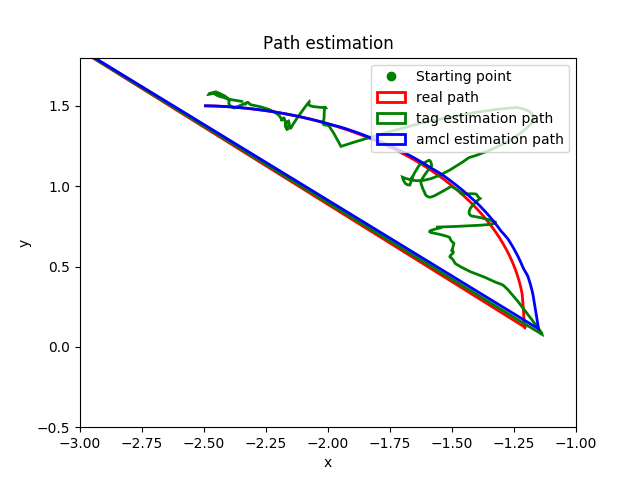 Path estimation
Starting point
real path
tag estimation path
amcl estimation path
y
1.5
1.0
0.5
0.0
−0.5
−3.00 −2.75 −2.50 −2.25 −2.00 −1.75 −1.50 −1.25 −1.00
x